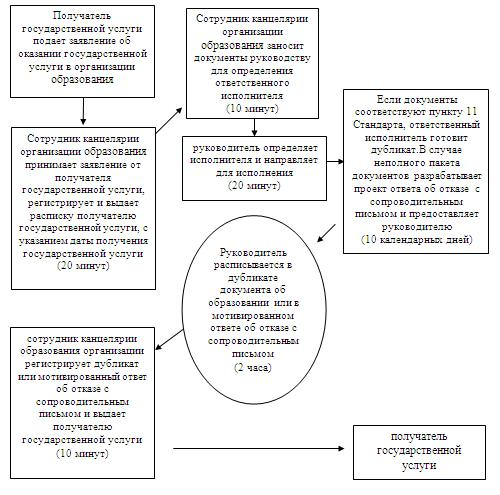 Получатель
государственной услуги
подает заявление об
оказании государственной
услуги в организации
образования
Сотрудник канцелярии
организации образования
принимает заявление от
получателя
государственной услуги,
регистрирует и выдает
расписку получателю
государственной услуги, с
указанием даты получения
государственной услуги
(20 минут)
Сотрудник канцелярии
организации
образования заносит
документы руководству
для определения
ответственного
исполнителя
(10 минут)
руководитель определяет
исполнителя и направляет
для исполнения
(20 минут)
Если документы
соответствуют пункту 11
Стандарта, ответственный
исполнитель готовит
дубликат.В случае
неполного пакета
документов разрабатывает
проект ответа об отказе с
сопроводительным
письмом и предоставляет
руководителю
(10 календарных дней)
Руководитель
расписывается в
дубликате
документа об
образовании или в
мотивированном
ответе об отказе с
сопроводительным
письмом
(2 часа)
сотрудник канцелярии
образования организации
регистрирует дубликат
или мотивированный ответ
об отказе с
сопроводительным
письмом и выдает
получателю
государственной услуги
(10 минут)
получатель
государственной
услуги